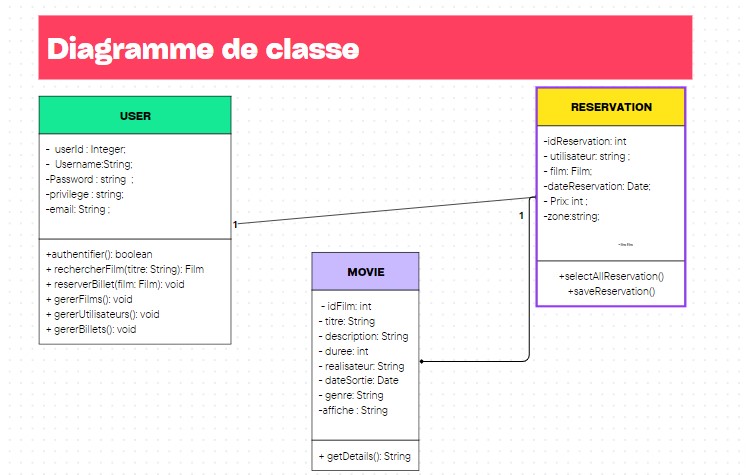 Diagramme de classe
USER
- userId : Integer;
- Username:String;
-Password : string ;
-privilege : string;
-email: String ;
+authentifier(): boolean
+ rechercherFilm(titre: String): Film
+ reserverBillet(film: Film): void
+ gererFilms(): void
+ gererUtilisateurs(): void
+ gererBillets(): void
1
MOVIE
- idFilm: int
- titre: String
- description: String
- duree: int
- realisateur: String
- dateSortie: Date
- genre: String
-affiche : String
+ getDetails(): String
1
RESERVATION
-idReservation: int
- utilisateur: string ;
- film: Film;
-dateReservation: Date;
- Prix: int ;
-zone:string;
+selectAllReservation()
+saveReservation()